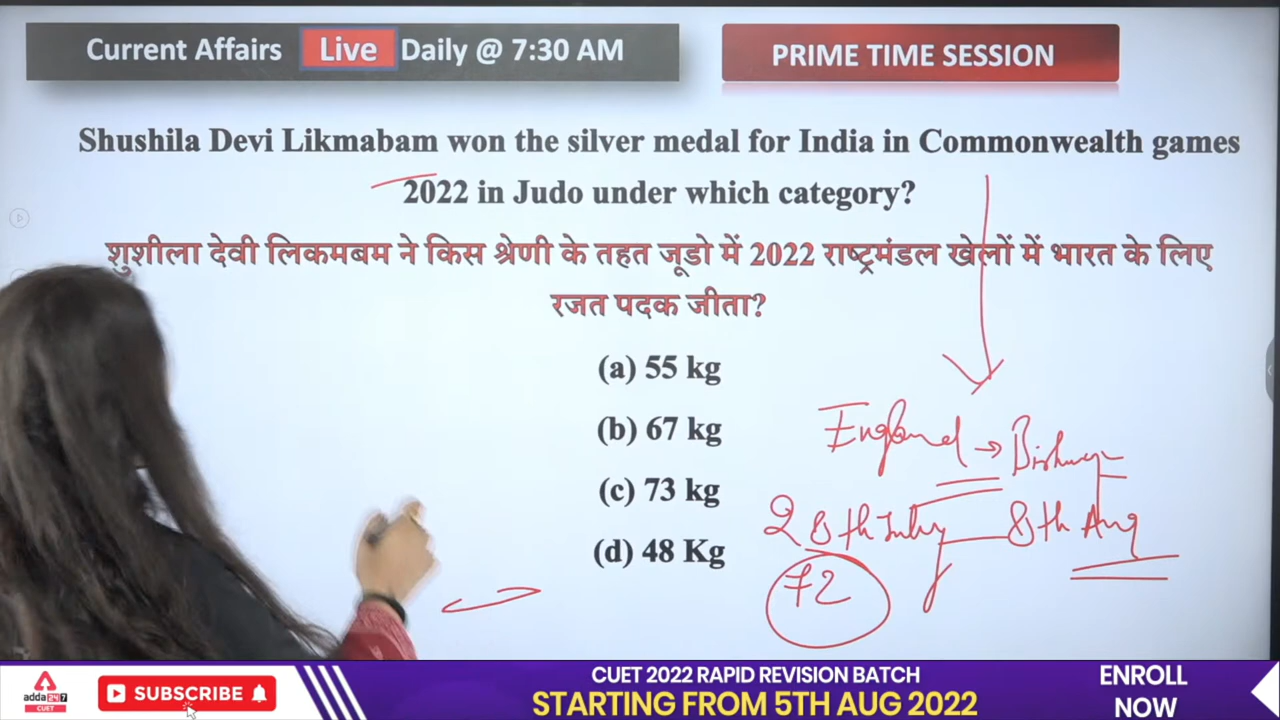 Current Affairs Live Daily @ 7:30 AM
PRIME TIME SESSION
Shushila Devi Likmabam won the silver medal for India in Commonwealth games
2022 in Judo under which category?
शुशीला देवी लिकमबम ने किस श्रेणी के तहत जूडो में 2022 राष्ट्रमंडल खेलों में भारत के लिए
रजत पदक जीता?
(a) 55 kg
(b) 67 kg
(c) 73 kg
(d) 48 Kg
England →
28th July — 8th Aug
72
adda247
CUET
SUBSCRIBE
CUET 2022 RAPID REVISION BATCH
STARTING FROM 5TH AUG 2022
ENROLL
NOW